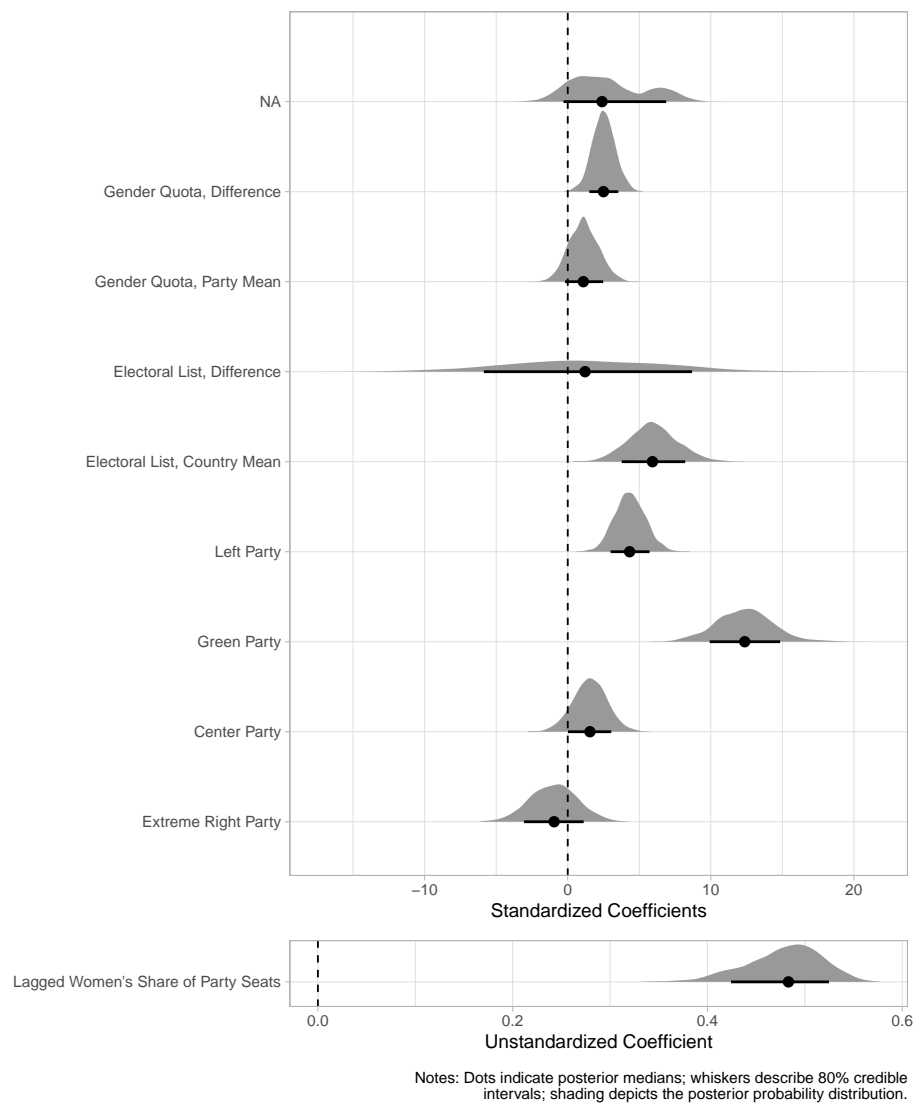 NA
Gender Quota, Difference
Gender Quota, Party Mean
Electoral List, Difference
Electoral List, Country Mean
Left Party
Green Party
Center Party
Extreme Right Party
−10 0 10 20
Standardized Coefficients
Lagged Women's Share of Party Seats
0.0 0.2 0.4 0.6
Unstandardized Coefficient
Notes: Dots indicate posterior medians; whiskers describe 80% credible
intervals; shading depicts the posterior probability distribution.